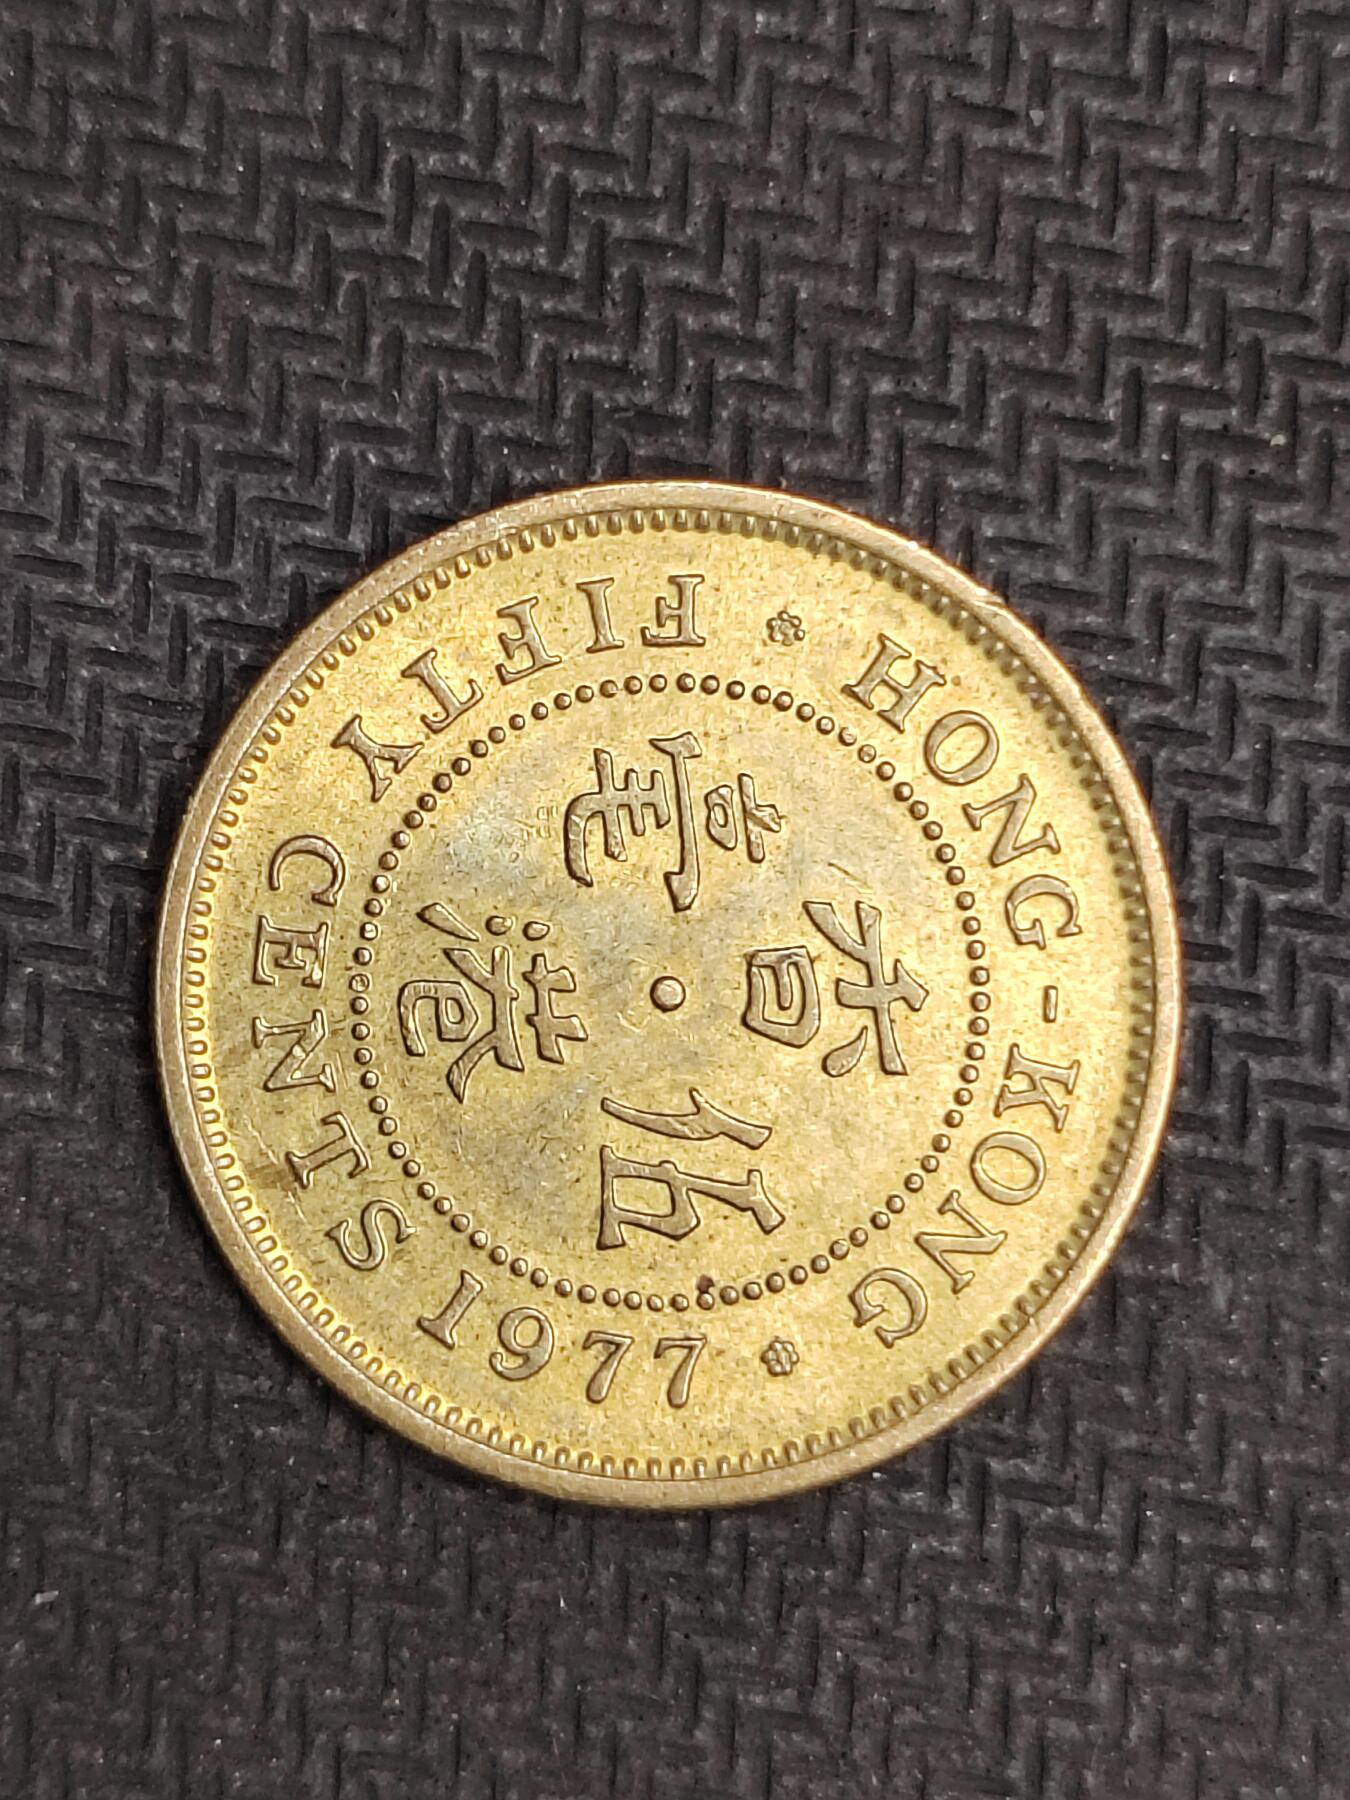 HONG-KONG
FIFTY CENTS 1977
香港
伍毫